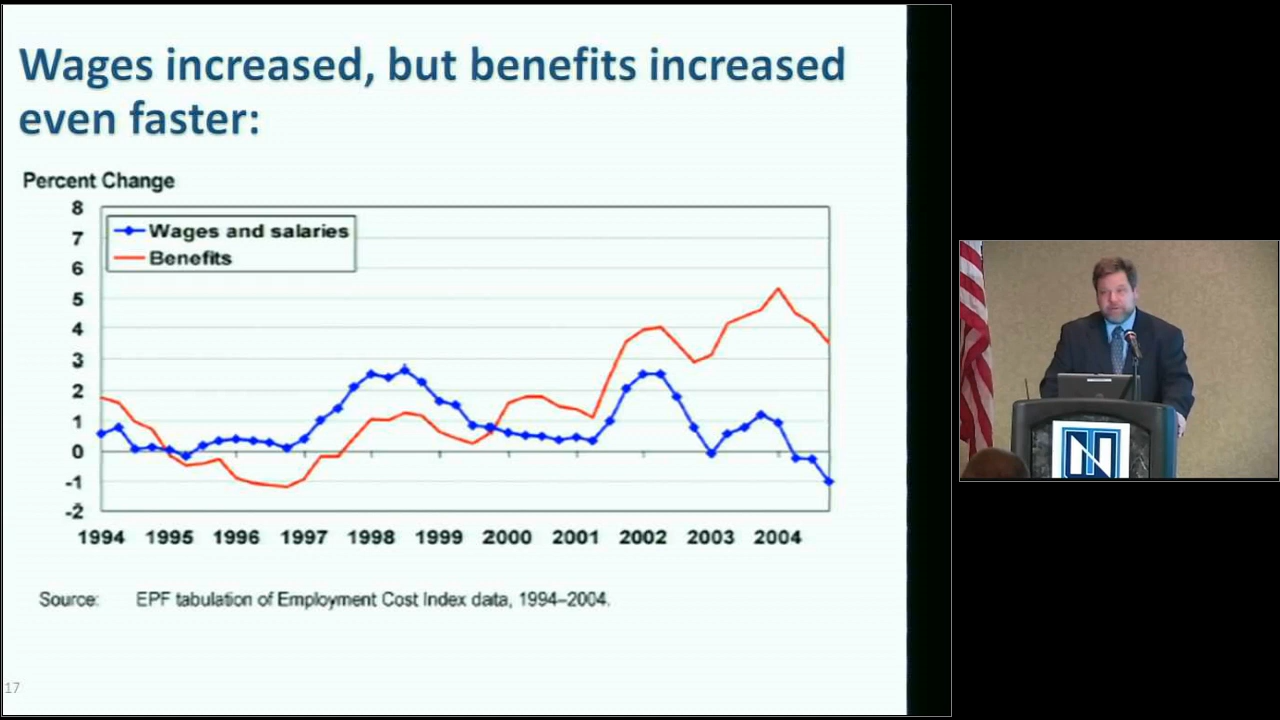 Wages increased, but benefits increased
even faster:
Percent Change
8
Wages and salaries
7
Benefits
6
5
4
3
2
1
0
-1
-2
1994 1995 1996 1997 1998 1999 2000 2001 2002 2003 2004
Source: EPF tabulation of Employment Cost Index data, 1994–2004.
17
N